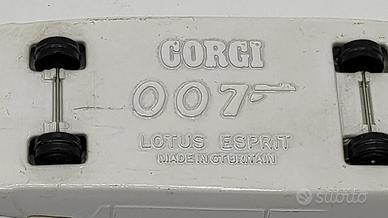 CORGI
007
LOTUS ESPRIT
MADE IN GT BRITAIN
subito